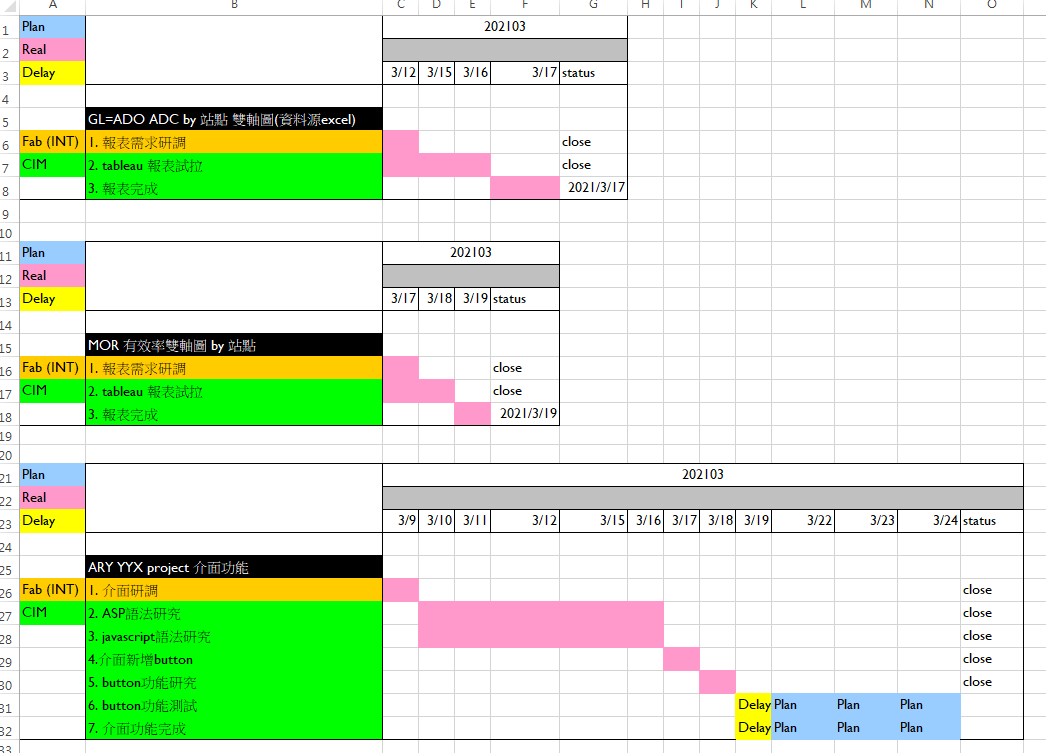 A B C D E F G H I J K L M N O
1 Plan 202103
2 Real
3 Delay 3/12 3/15 3/16 3/17 status
4
5 GL=ADO ADC by 站點 雙軸圖(資料源excel)
6 Fab (INT) 1. 報表需求研調 close
7 CIM 2. tableau 報表試拉 close
8 3. 報表完成 2021/3/17
9
10
11 Plan 202103
12 Real
13 Delay 3/17 3/18 3/19 status
14
15 MOR 有效率雙軸圖 by 站點
16 Fab (INT) 1. 報表需求研調 close
17 CIM 2. tableau 報表試拉 close
18 3. 報表完成 2021/3/19
19
20
21 Plan 202103
22 Real
23 Delay 3/9 3/10 3/11 3/12 3/15 3/16 3/17 3/18 3/19 3/22 3/23 3/24 status
24
25 ARY YYX project 介面功能
26 Fab (INT) 1. 介面研調 close
27 CIM 2. ASP語法研究 close
28 3. javascript語法研究 close
29 4.介面新增button close
30 5. button功能研究 close
31 6. button功能測試 Delay Plan Plan Plan
32 7. 介面功能完成 Delay Plan Plan Plan
33